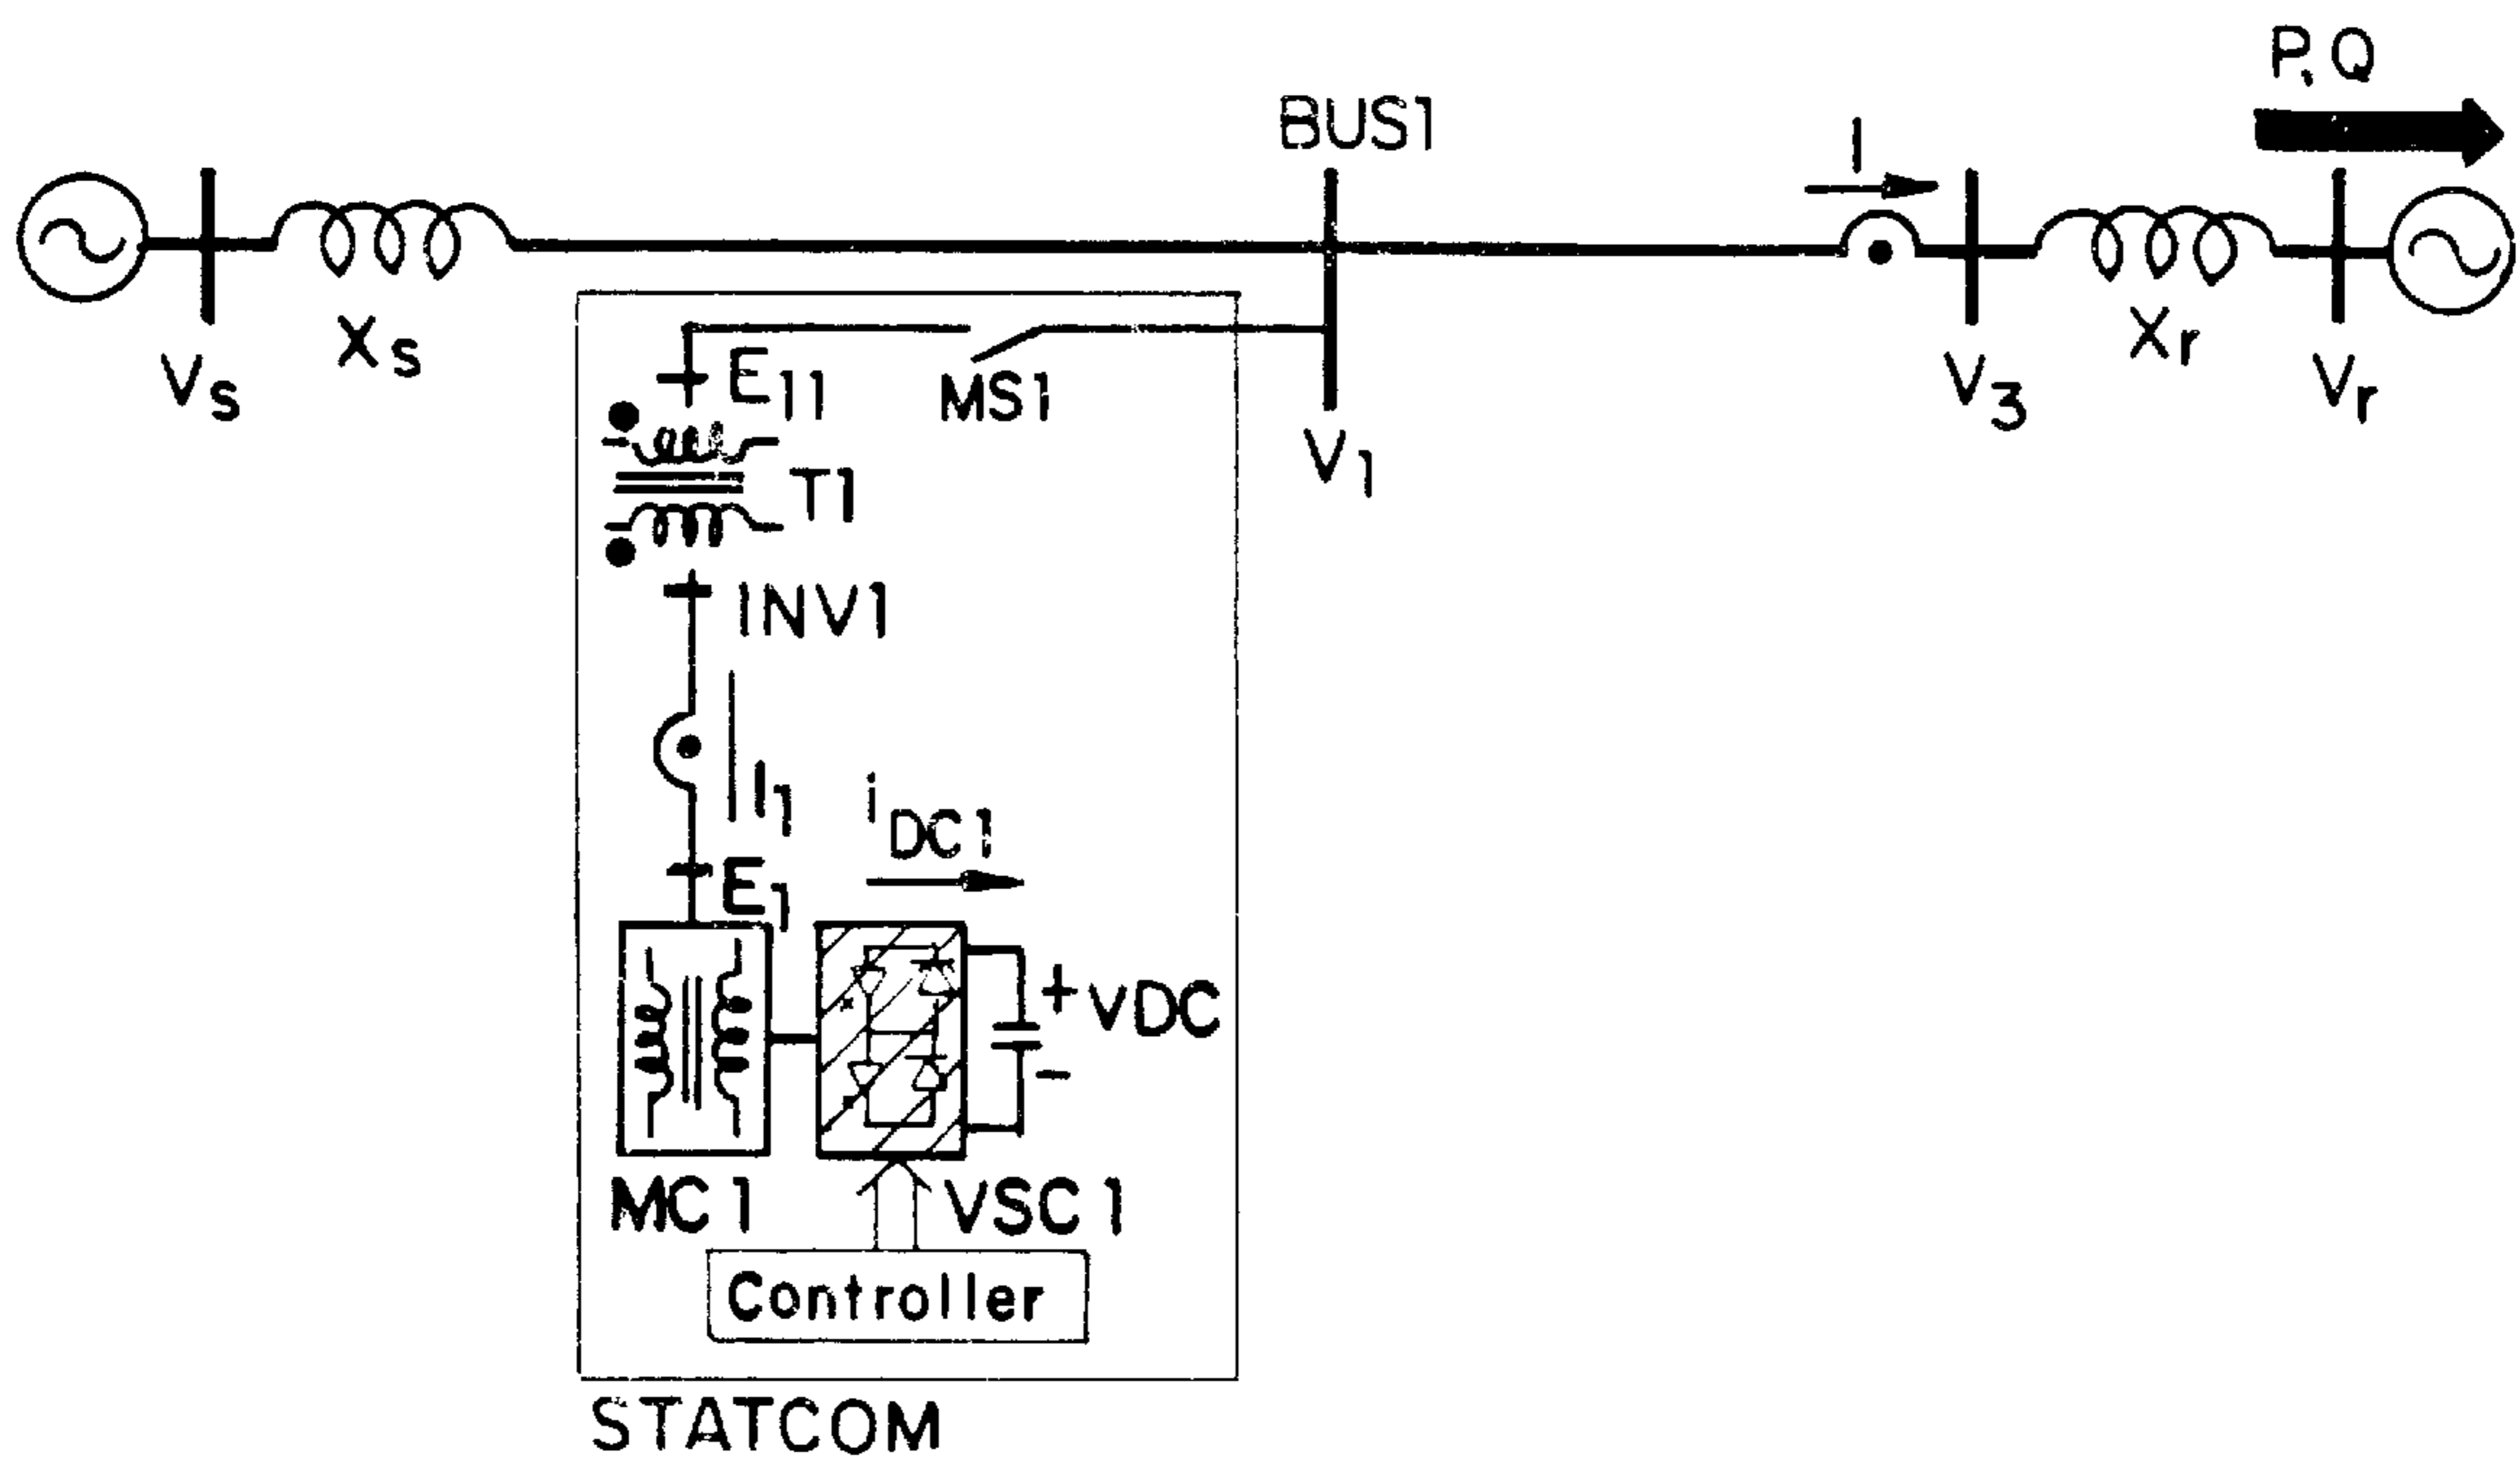 P, Q
BUS1
I
Vs
Xs
E11
MS1
V1
V3
Xr
Vr
T1
INV1
I1
iDC1
E1
+
VDC
-
MC1
VSC1
Controller
STATCOM